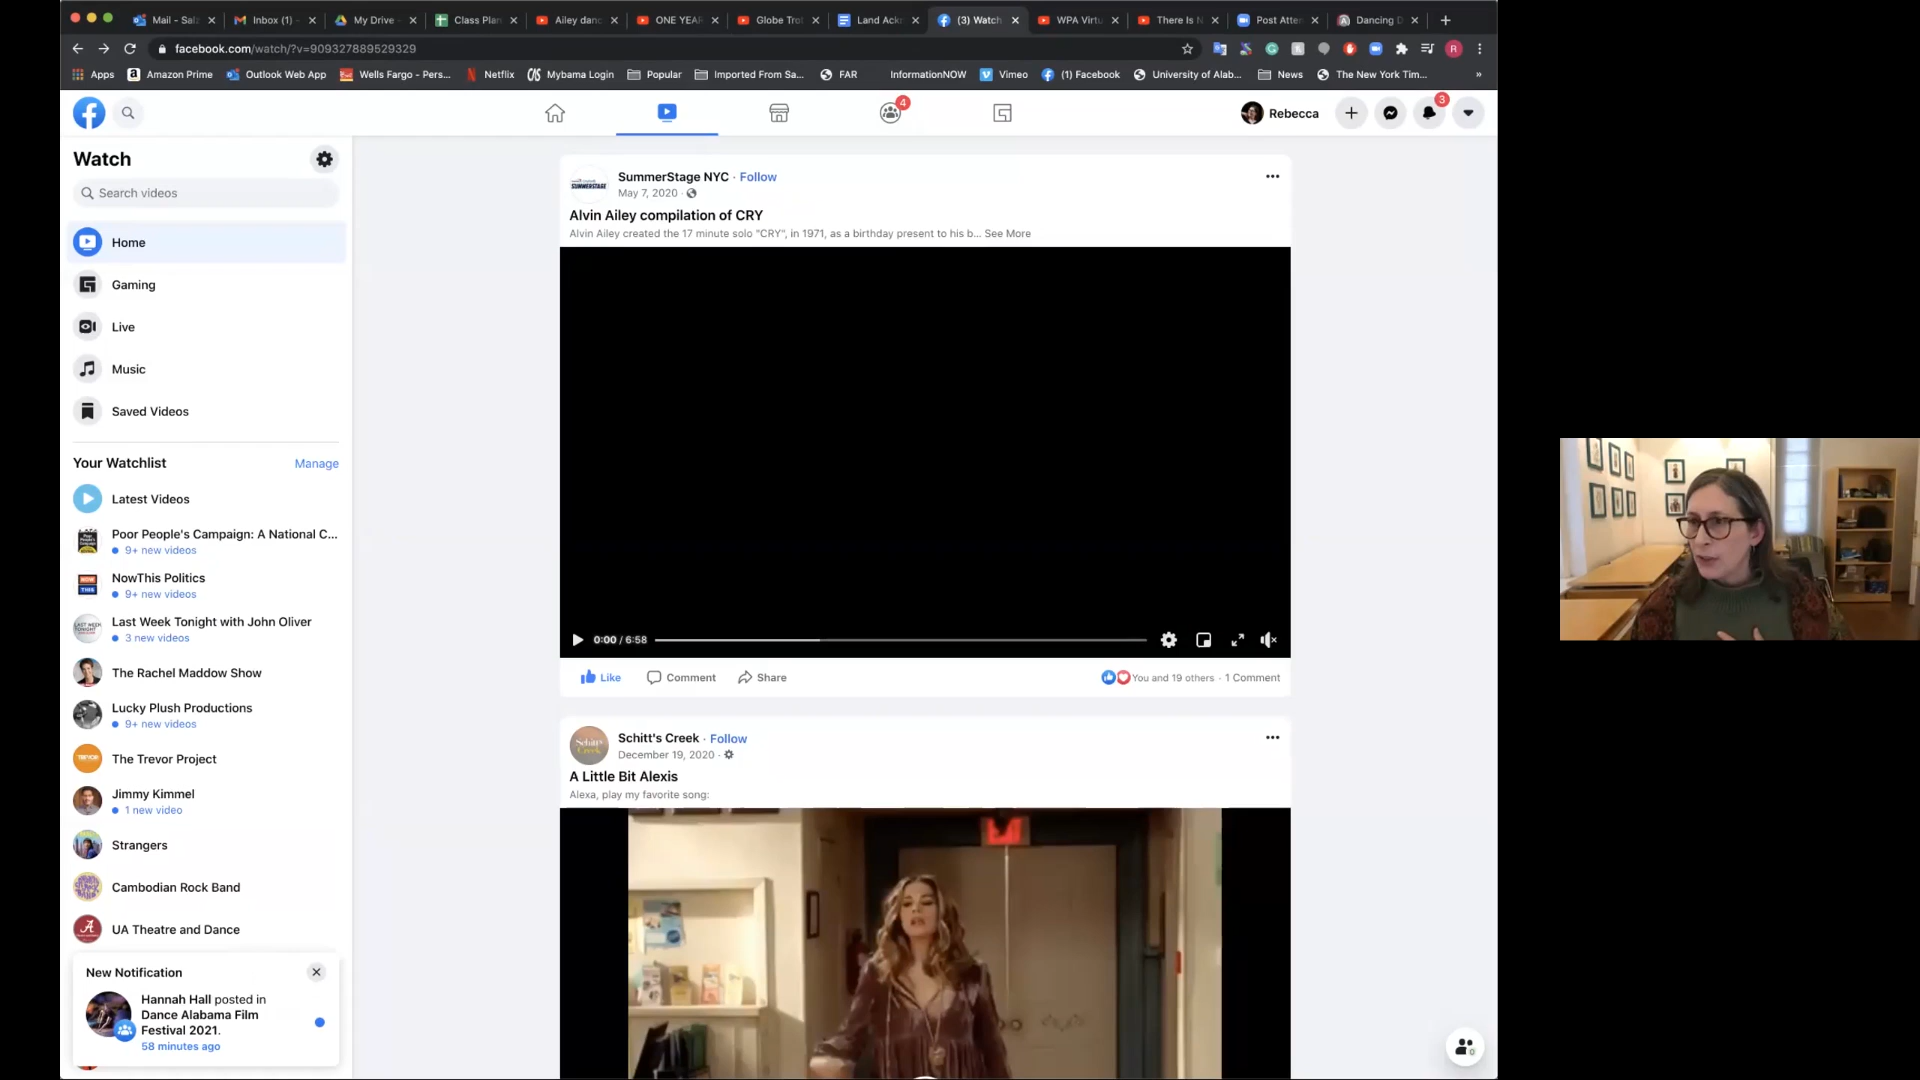 Mail - Salz
Inbox (1) -
My Drive -
Class Plan
Ailey danc
ONE YEAR
Globe Trot
Land Ackn
(3) Watch
WPA Virtu
There Is N
Post Atten
Dancing D
facebook.com/watch/?v=909327889529329
R
Apps
Amazon Prime
Outlook Web App
Wells Fargo - Pers...
Netflix
Mybama Login
Popular
Imported From Sa...
FAR
InformationNOW
Vimeo
(1) Facebook
University of Alab...
News
The New York Tim...
»
4
Rebecca
3
Watch
Search videos
Home
Gaming
Live
Music
Saved Videos
Your Watchlist
Manage
Latest Videos
Poor People's Campaign: A National C...
9+ new videos
NowThis Politics
9+ new videos
Last Week Tonight with John Oliver
3 new videos
The Rachel Maddow Show
Lucky Plush Productions
9+ new videos
The Trevor Project
Jimmy Kimmel
1 new video
Strangers
Cambodian Rock Band
UA Theatre and Dance
New Notification
Hannah Hall posted in
Dance Alabama Film
Festival 2021.
58 minutes ago
SUMMERSTAGE
SummerStage NYC · Follow
May 7, 2020 ·
Alvin Ailey compilation of CRY
Alvin Ailey created the 17 minute solo "CRY", in 1971, as a birthday present to his b... See More
0:00 / 6:58
Like
Comment
Share
You and 19 others · 1 Comment
Schitt's Creek
Schitt's Creek · Follow
December 19, 2020 ·
A Little Bit Alexis
Alexa, play my favorite song: